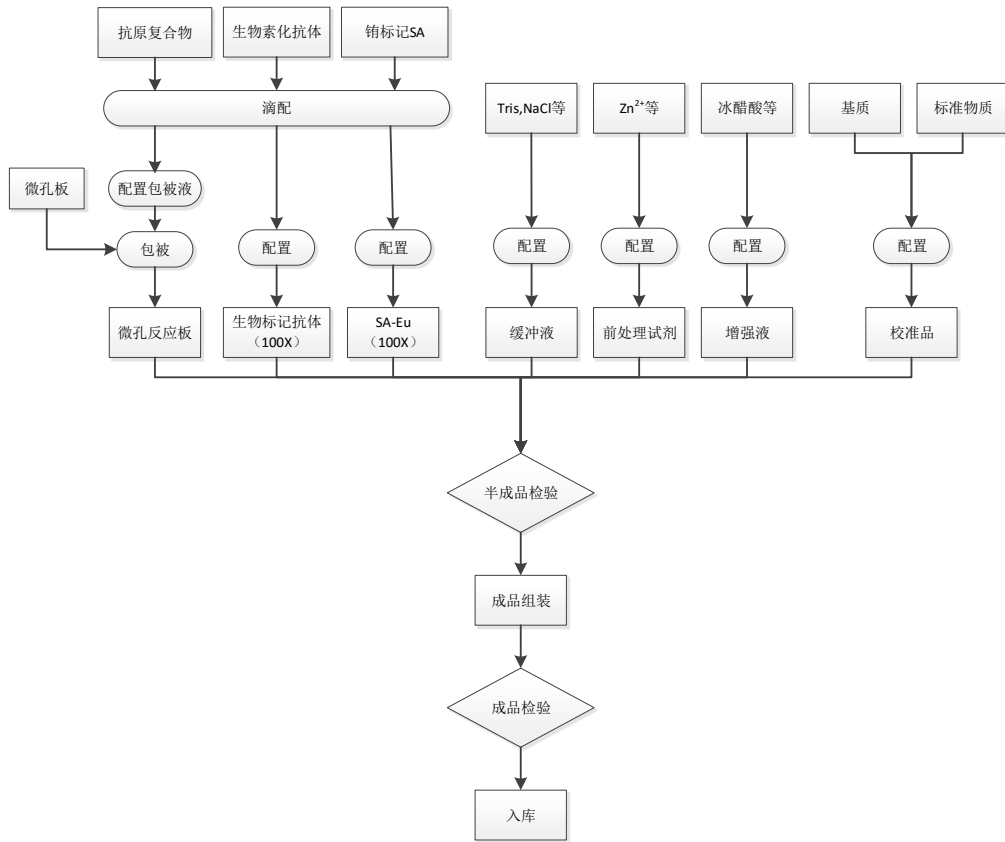 抗原复合物
生物素化抗体
铕标记SA
滴配
Tris,NaCl等
Zn²⁺等
冰醋酸等
基质
标准物质
微孔板
配置包被液
包被
配置
配置
配置
配置
配置
配置
微孔反应板
生物标记抗体
（100X）
SA-Eu
（100X）
缓冲液
前处理试剂
增强液
校准品
半成品检验
成品组装
成品检验
入库